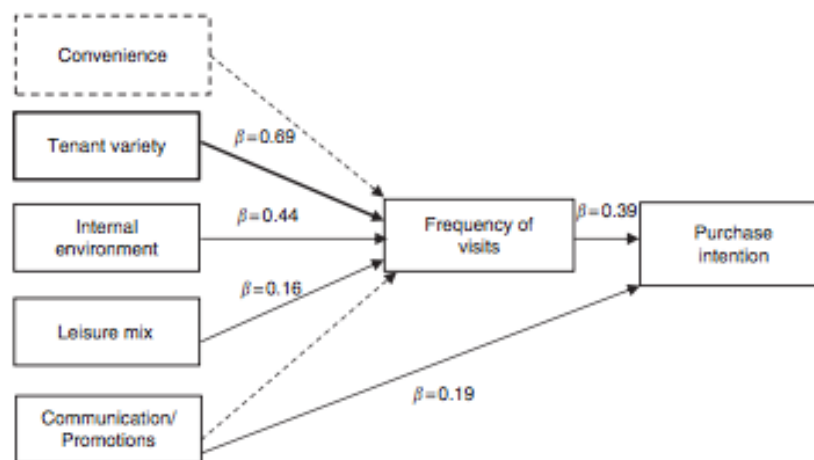 Convenience
Tenant variety
β=0.69
Internal
environment
β=0.44
Frequency of
visits
β=0.39
Purchase
intention
β=0.16
Leisure mix
β=0.19
Communication/
Promotions